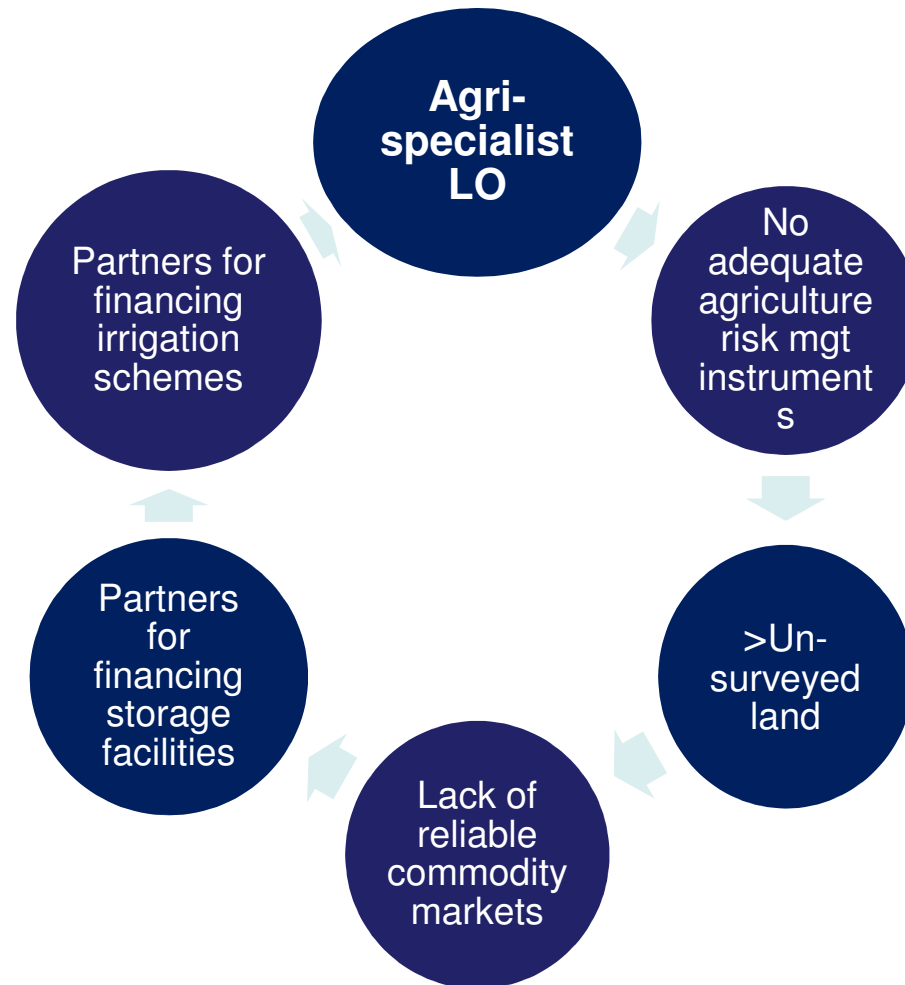 Agri-
specialist
LO
No
adequate
agriculture
risk mgt
instrument
s
>Un-
surveyed
land
Lack of
reliable
commodity
markets
Partners
for
financing
storage
facilities
Partners for
financing
irrigation
schemes